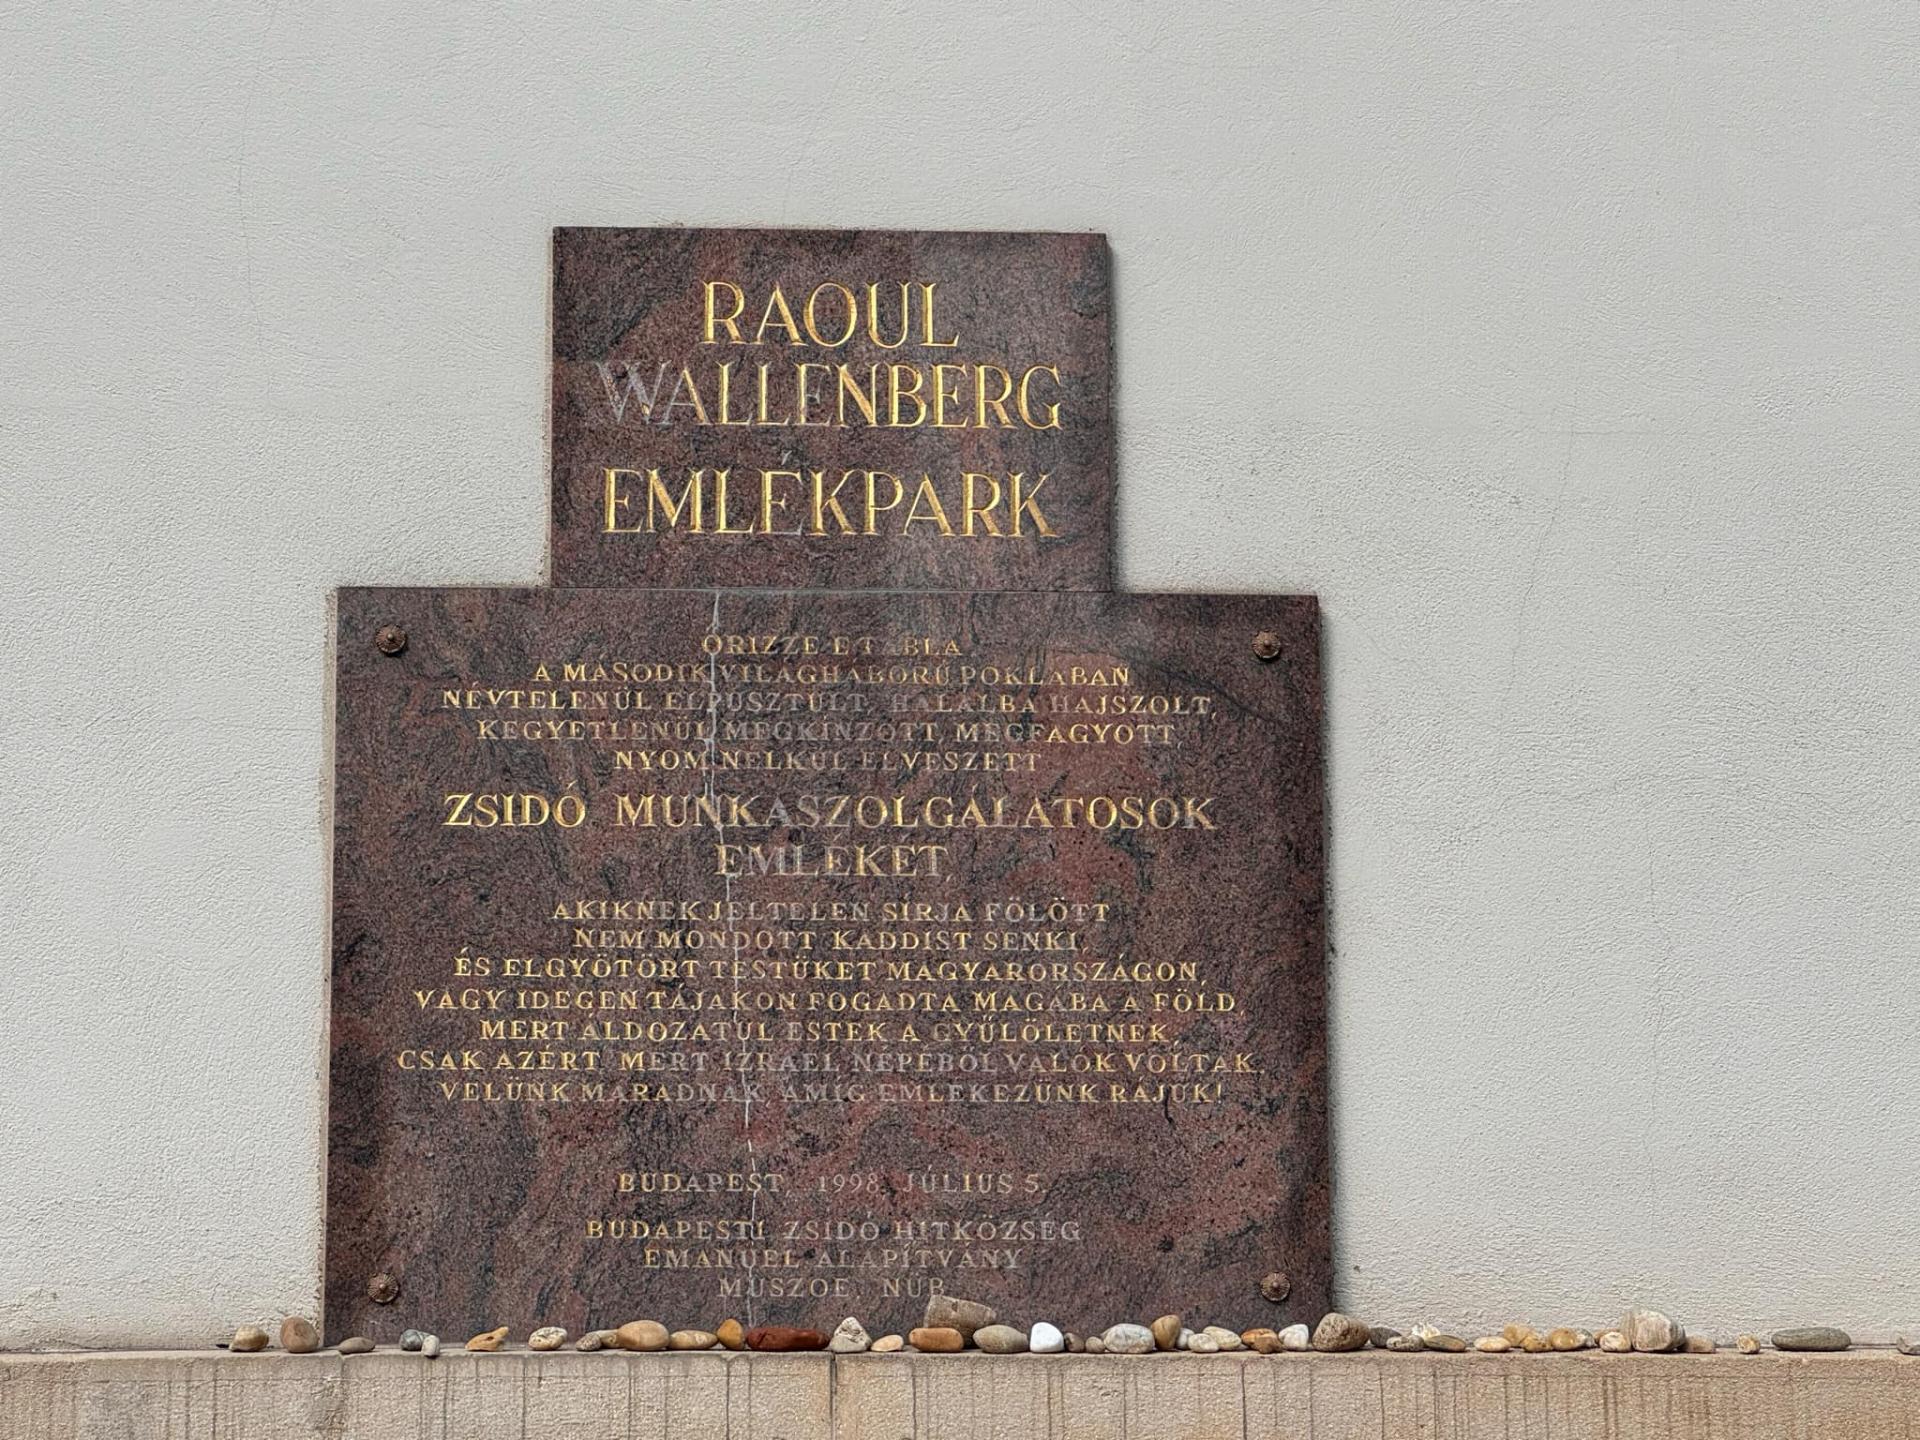 RAOUL
WALLENBERG
EMLÉKPARK
ŐRIZZE E TÁBLA
A MÁSODIK VILÁGHÁBORÚ POKLÁBAN
NÉVTELENÜL ELPUSZTULT, HALÁLBA HAJSZOLT,
KEGYETLENÜL MEGKÍNZOTT, MEGFAGYOTT,
NYOM NÉLKÜL ELVESZETT
ZSIDÓ MUNKASZOLGÁLATOSOK
EMLÉKÉT,
AKIKNEK JELTELEN SÍRJA FÖLÖTT
NEM MONDOTT KADDIST SENKI,
ÉS ELGYÖTÖRT TESTÜKET MAGYARORSZÁGON,
VAGY IDEGEN TÁJAKON FOGADTA MAGÁBA A FÖLD,
MERT ÁLDOZATUL ESTEK A GYŰLÖLETNEK,
CSAK AZÉRT, MERT IZRAEL NÉPÉBŐL VALÓK VOLTAK.
VELÜNK MARADNAK, AMÍG EMLÉKEZÜNK RÁJUK!
BUDAPEST, 1998. JÚLIUS 5.
BUDAPESTI ZSIDÓ HITKÖZSÉG
EMANUEL ALAPÍTVÁNY
MUSZOE, NÜB